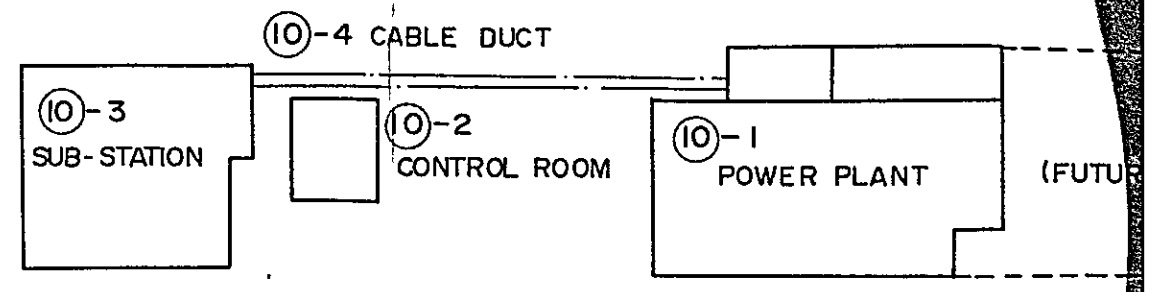 ⑩-4 CABLE DUCT
⑩-3
SUB-STATION
⑩-2
CONTROL ROOM
⑩-1
POWER PLANT